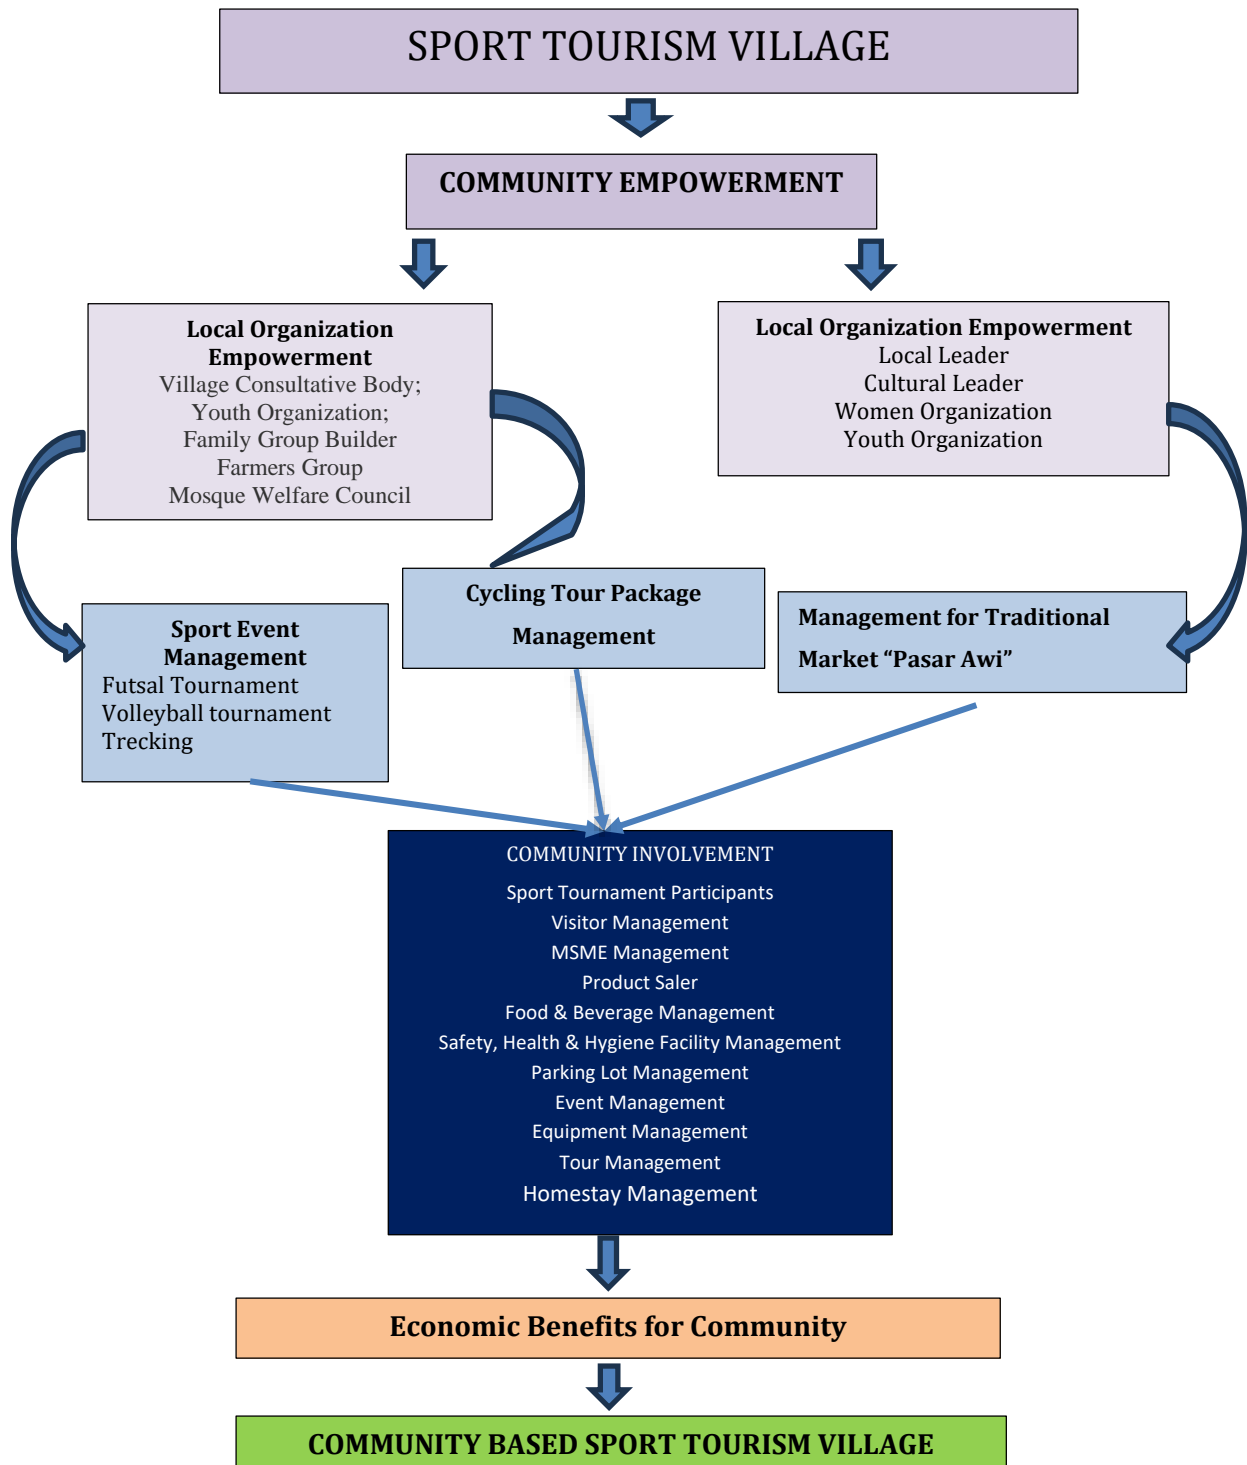 SPORT TOURISM VILLAGE
COMMUNITY EMPOWERMENT
Local Organization
Empowerment
Village Consultative Body;
Youth Organization;
Family Group Builder
Farmers Group
Mosque Welfare Council
Local Organization Empowerment
Local Leader
Cultural Leader
Women Organization
Youth Organization
Sport Event
Management
Futsal Tournament
Volleyball tournament
Trecking
Cycling Tour Package
Management
Management for Traditional
Market “Pasar Awi”
COMMUNITY INVOLVEMENT
Sport Tournament Participants
Visitor Management
MSME Management
Product Saler
Food & Beverage Management
Safety, Health & Hygiene Facility Management
Parking Lot Management
Event Management
Equipment Management
Tour Management
Homestay Management
Economic Benefits for Community
COMMUNITY BASED SPORT TOURISM VILLAGE